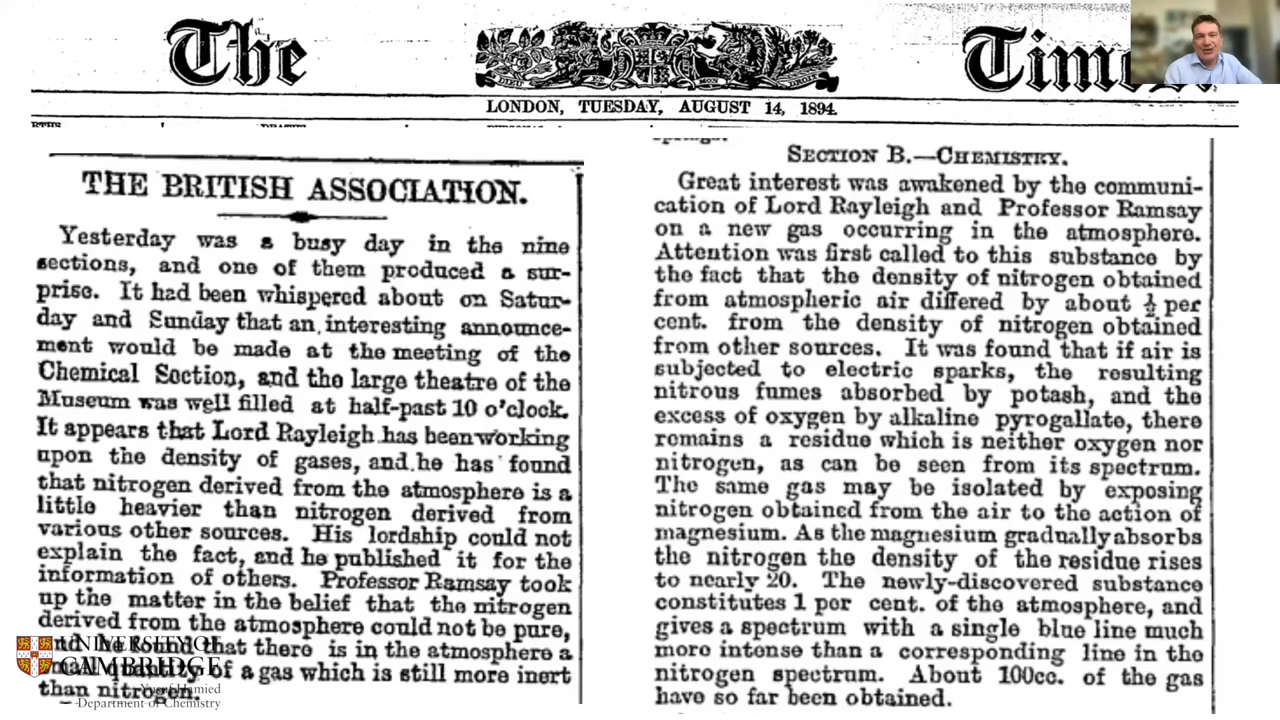 The Times
DIEU ET MON DROIT
LONDON, TUESDAY, AUGUST 14, 1894.
THE BRITISH ASSOCIATION.
Yesterday was a busy day in the nine
sections, and one of them produced a sur-
prise. It had been whispered about on Satur-
day and Sunday that an interesting announce-
ment would be made at the meeting of the
Chemical Section, and the large theatre of the
Museum was well filled at half-past 10 o'clock.
It appears that Lord Rayleigh has been working
upon the density of gases, and he has found
that nitrogen derived from the atmosphere is a
little heavier than nitrogen derived from
various other sources. His lordship could not
explain the fact, and he published it for the
information of others. Professor Ramsay took
up the matter in the belief that the nitrogen
derived from the atmosphere could not be pure,
and he found that there is in the atmosphere a
small quantity of a gas which is still more inert
than nitrogen.
SECTION B.—CHEMISTRY.
Great interest was awakened by the communi-
cation of Lord Rayleigh and Professor Ramsay
on a new gas occurring in the atmosphere.
Attention was first called to this substance by
the fact that the density of nitrogen obtained
from atmospheric air differed by about ½ per
cent. from the density of nitrogen obtained
from other sources. It was found that if air is
subjected to electric sparks, the resulting
nitrous fumes absorbed by potash, and the
excess of oxygen by alkaline pyrogallate, there
remains a residue which is neither oxygen nor
nitrogen, as can be seen from its spectrum.
The same gas may be isolated by exposing
nitrogen obtained from the air to the action of
magnesium. As the magnesium gradually absorbs
the nitrogen the density of the residue rises
to nearly 20. The newly-discovered substance
constitutes 1 per cent. of the atmosphere, and
gives a spectrum with a single blue line much
more intense than a corresponding line in the
nitrogen spectrum. About 100cc. of the gas
have so far been obtained.
UNIVERSITY OF
CAMBRIDGE
Yusuf Hamied
Department of Chemistry